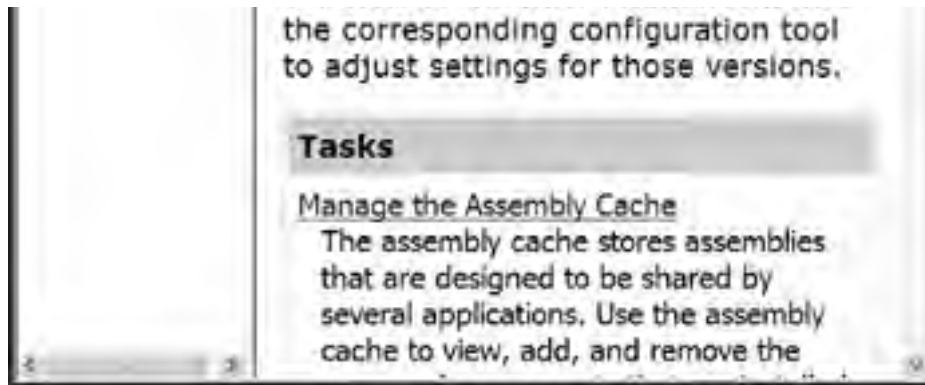 the corresponding configuration tool
to adjust settings for those versions.
Tasks
Manage the Assembly Cache
The assembly cache stores assemblies
that are designed to be shared by
several applications. Use the assembly
cache to view, add, and remove the